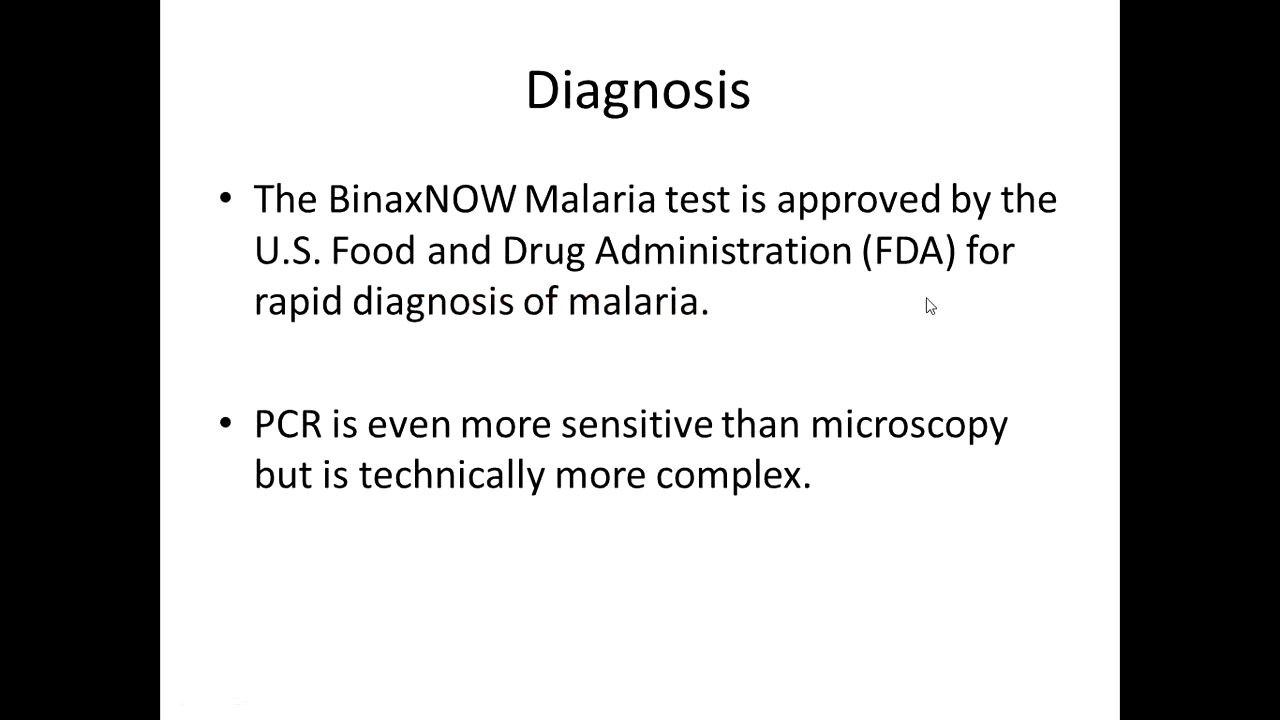 Diagnosis
• The BinaxNOW Malaria test is approved by the
U.S. Food and Drug Administration (FDA) for
rapid diagnosis of malaria.
• PCR is even more sensitive than microscopy
but is technically more complex.